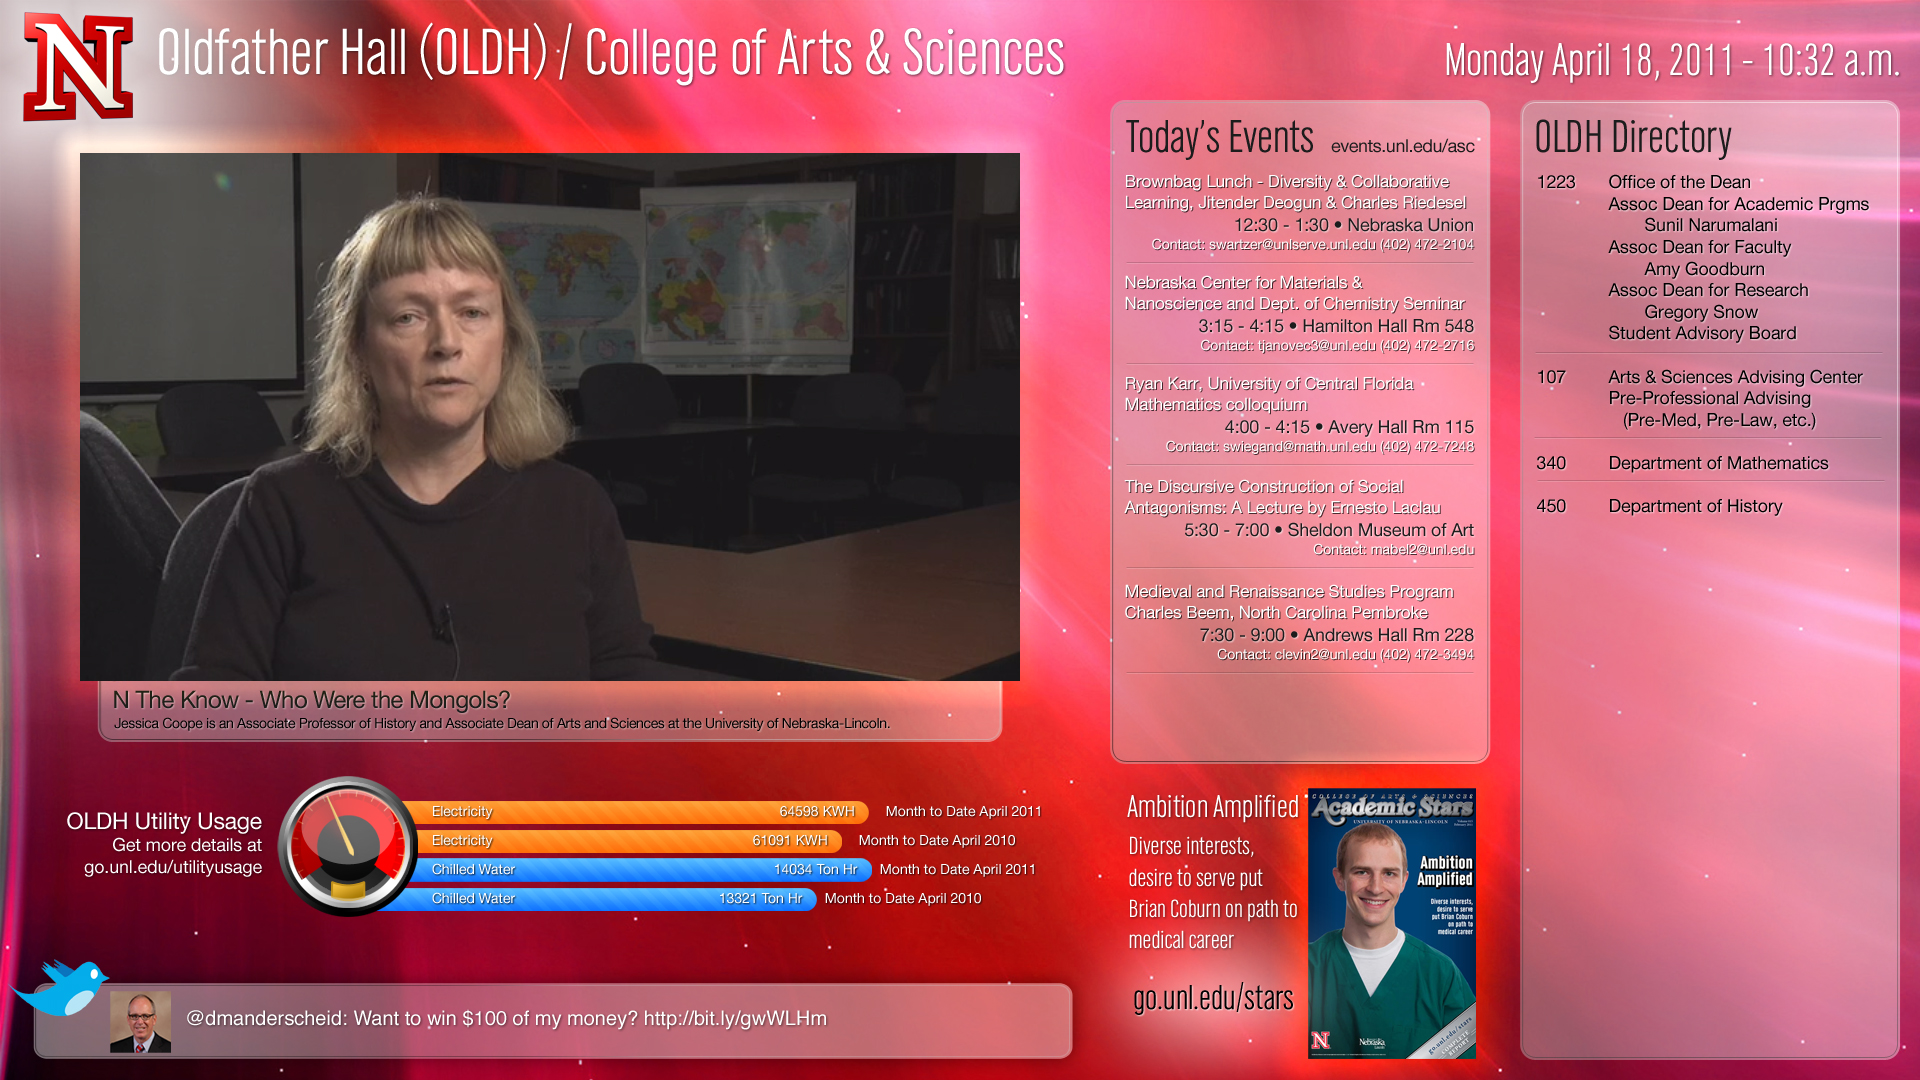 N
Oldfather Hall (OLDH) / College of Arts & Sciences
Monday April 18, 2011 - 10:32 a.m.
N The Know - Who Were the Mongols?
Jessica Coope is an Associate Professor of History and Associate Dean of Arts and Sciences at the University of Nebraska-Lincoln.
OLDH Utility Usage
Get more details at
go.unl.edu/utilityusage
Electricity 64598 KWH Month to Date April 2011
Electricity 61091 KWH Month to Date April 2010
Chilled Water 14034 Ton Hr Month to Date April 2011
Chilled Water 13321 Ton Hr Month to Date April 2010
@dmanderscheid: Want to win $100 of my money? http://bit.ly/gwWLHm
Today's Events events.unl.edu/asc
Brownbag Lunch - Diversity & Collaborative
Learning, Jitender Deogun & Charles Riedesel
12:30 - 1:30 • Nebraska Union
Contact: swartzer@unlserve.unl.edu (402) 472-2104
Nebraska Center for Materials &
Nanoscience and Dept. of Chemistry Seminar
3:15 - 4:15 • Hamilton Hall Rm 548
Contact: tjanovec3@unl.edu (402) 472-2716
Ryan Karr, University of Central Florida
Mathematics colloquium
4:00 - 4:15 • Avery Hall Rm 115
Contact: swiegand@math.unl.edu (402) 472-7248
The Discursive Construction of Social
Antagonisms: A Lecture by Ernesto Laclau
5:30 - 7:00 • Sheldon Museum of Art
Contact: mabel2@unl.edu
Medieval and Renaissance Studies Program
Charles Beem, North Carolina Pembroke
7:30 - 9:00 • Andrews Hall Rm 228
Contact: clevin2@unl.edu (402) 472-3494
Ambition Amplified
Diverse interests,
desire to serve put
Brian Coburn on path to
medical career
go.unl.edu/stars
COLLEGE OF ARTS & SCIENCES
Academic Stars
UNIVERSITY OF NEBRASKA-LINCOLN
Ambition
Amplified
Diverse interests,
desire to serve
put Brian Coburn
on path to
medical career
go.unl.edu/stars
COMPLETE
REPORT
N
Nebraska
OLDH Directory
1223 Office of the Dean
Assoc Dean for Academic Prgms
Sunil Narumalani
Assoc Dean for Faculty
Amy Goodburn
Assoc Dean for Research
Gregory Snow
Student Advisory Board
107 Arts & Sciences Advising Center
Pre-Professional Advising
(Pre-Med, Pre-Law, etc.)
340 Department of Mathematics
450 Department of History